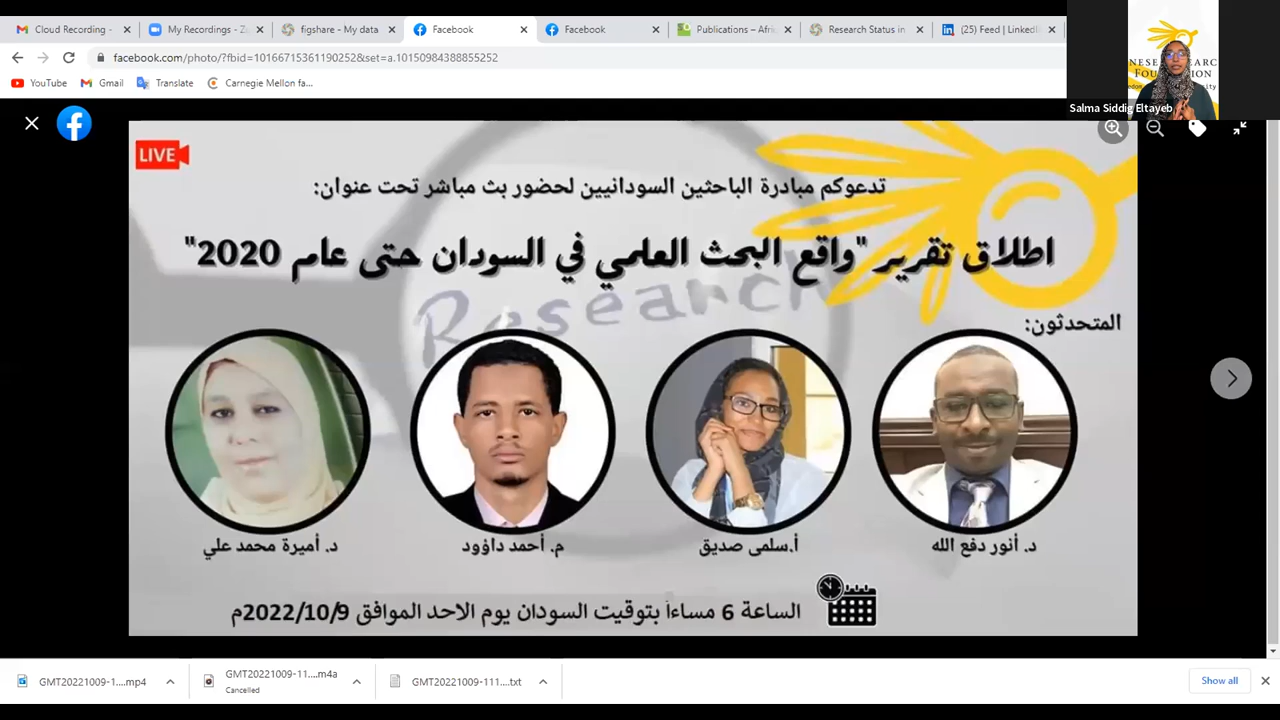 Cloud Recording -
My Recordings - Z
figshare - My data
Facebook
Facebook
Publications – Afri
Research Status in
(25) Feed | LinkedI
facebook.com/photo/?fbid=10166715361190252&set=a.10150984388855252
YouTube
Gmail
Translate
Carnegie Mellon fa...
Salma Siddig Eltayeb
LIVE
تدعوكم مبادرة الباحثين السودانيين لحضور بث مباشر تحت عنوان:
اطلاق تقرير "واقع البحث العلمي في السودان حتى عام 2020"
Research
المتحدثون:
د. أنور دفع الله
أ.سلمى صديق
م. أحمد داؤود
د. أميرة محمد علي
الساعة 6 مساءاً بتوقيت السودان يوم الاحد الموافق 2022/10/9م
GMT20221009-1....mp4
GMT20221009-11....m4a
Cancelled
GMT20221009-111....txt
Show all